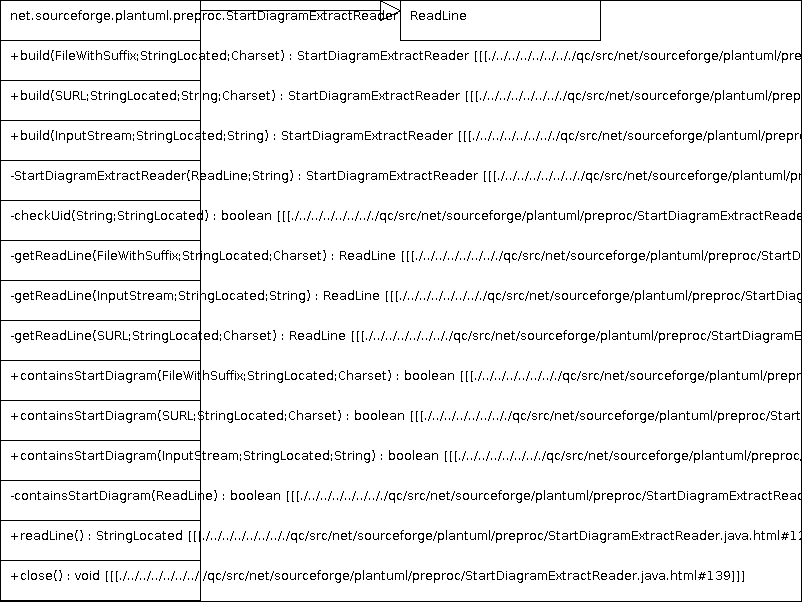 net.sourceforge.plantuml.preproc.StartDiagramExtractReader
ReadLine
+build(FileWithSuffix;StringLocated;Charset) : StartDiagramExtractReader [[[./../../../../../../../qc/src/net/sourceforge/plantuml/pre
+build(SURL;StringLocated;String;Charset) : StartDiagramExtractReader [[[./../../../../../../../qc/src/net/sourceforge/plantuml/prep
+build(InputStream;StringLocated;String) : StartDiagramExtractReader [[[./../../../../../../../qc/src/net/sourceforge/plantuml/prepr
-StartDiagramExtractReader(ReadLine;String) : StartDiagramExtractReader [[[./../../../../../../../qc/src/net/sourceforge/plantuml/pr
-checkUid(String;StringLocated) : boolean [[[./../../../../../../../qc/src/net/sourceforge/plantuml/preproc/StartDiagramExtractReade
-getReadLine(FileWithSuffix;StringLocated;Charset) : ReadLine [[[./../../../../../../../qc/src/net/sourceforge/plantuml/preproc/StartD
-getReadLine(InputStream;StringLocated;String) : ReadLine [[[./../../../../../../../qc/src/net/sourceforge/plantuml/preproc/StartDiag
-getReadLine(SURL;StringLocated;Charset) : ReadLine [[[./../../../../../../../qc/src/net/sourceforge/plantuml/preproc/StartDiagramE
+containsStartDiagram(FileWithSuffix;StringLocated;Charset) : boolean [[[./../../../../../../../qc/src/net/sourceforge/plantuml/prepr
+containsStartDiagram(SURL;StringLocated;Charset) : boolean [[[./../../../../../../../qc/src/net/sourceforge/plantuml/preproc/Start
+containsStartDiagram(InputStream;StringLocated;String) : boolean [[[./../../../../../../../qc/src/net/sourceforge/plantuml/preproc,
-containsStartDiagram(ReadLine) : boolean [[[./../../../../../../../qc/src/net/sourceforge/plantuml/preproc/StartDiagramExtractReac
+readLine() : StringLocated [[[./../../../../../../../qc/src/net/sourceforge/plantuml/preproc/StartDiagramExtractReader.java.html#12
+close() : void [[[./../../../../../../../qc/src/net/sourceforge/plantuml/preproc/StartDiagramExtractReader.java.html#139]]]